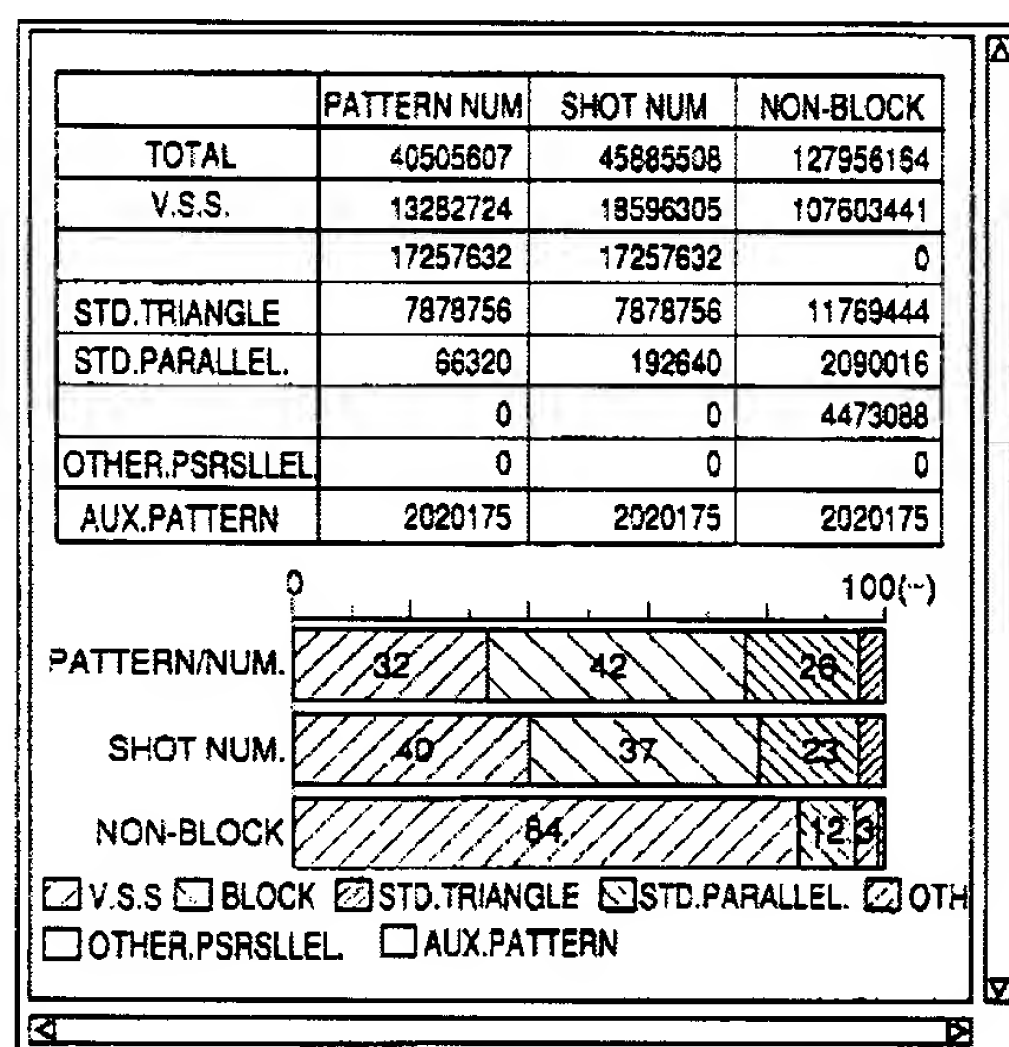 PATTERN NUM SHOT NUM NON-BLOCK
TOTAL 40505607 45885508 127956164
V.S.S. 13282724 18596305 107603441
17257632 17257632 0
STD.TRIANGLE 7878756 7878756 11769444
STD.PARALLEL. 66320 192640 2090016
0 0 4473088
OTHER.PSRSLLEL. 0 0 0
AUX.PATTERN 2020175 2020175 2020175
0 100(~)
PATTERN/NUM. 32 42 26
SHOT NUM. 40 37 23
NON-BLOCK 84 12 3
V.S.S BLOCK STD.TRIANGLE STD.PARALLEL. OTH
OTHER.PSRSLLEL. AUX.PATTERN